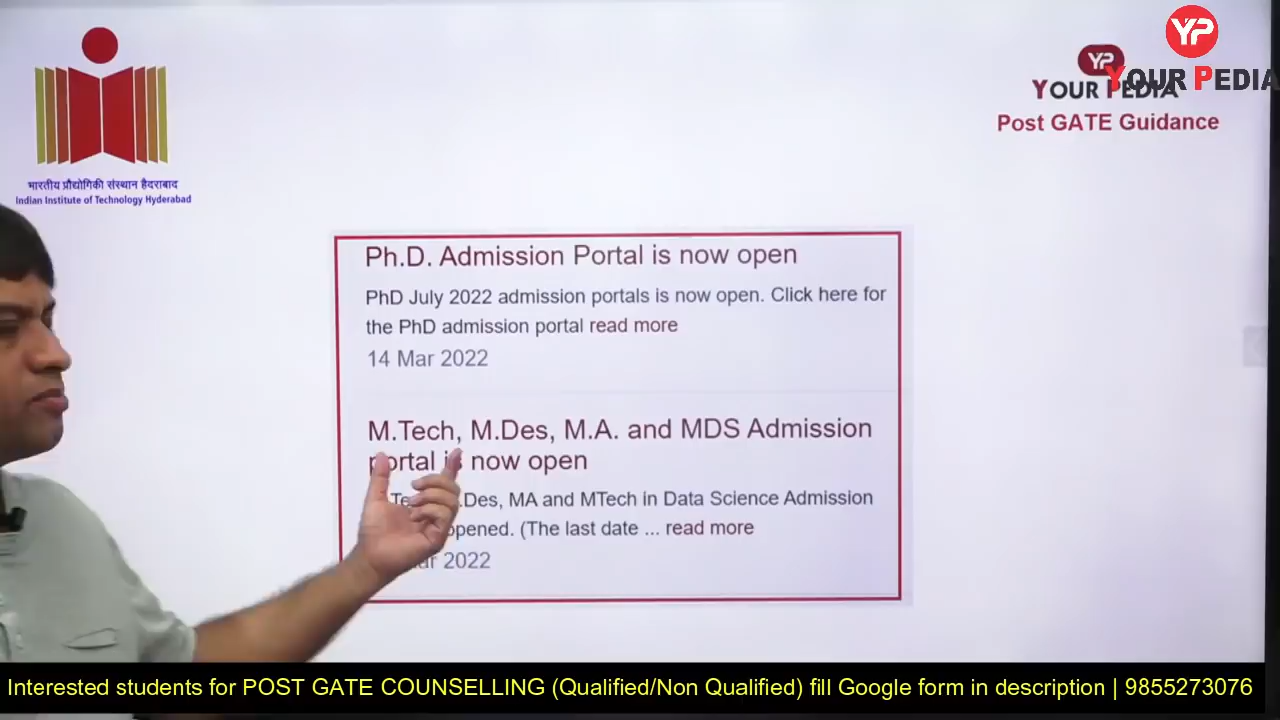 YP
YOUR PEDIA
YP
YOUR PEDIA
Post GATE Guidance
भारतीय प्रौद्योगिकी संस्थान हैदराबाद
Indian Institute of Technology Hyderabad
Ph.D. Admission Portal is now open
PhD July 2022 admission portals is now open. Click here for
the PhD admission portal read more
14 Mar 2022
M.Tech, M.Des, M.A. and MDS Admission
portal is now open
Des, MA and MTech in Data Science Admission
opened. (The last date ... read more
2022
Interested students for POST GATE COUNSELLING (Qualified/Non Qualified) fill Google form in description | 9855273076